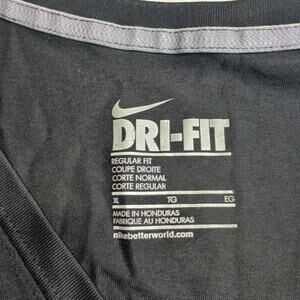 DRI-FIT
REGULAR FIT
COUPE DROITE
CORTE NORMAL
CORTE REGULAR
XL TG EG
MADE IN HONDURAS
FABRIQUE AU HONDURAS
nikebetterworld.com